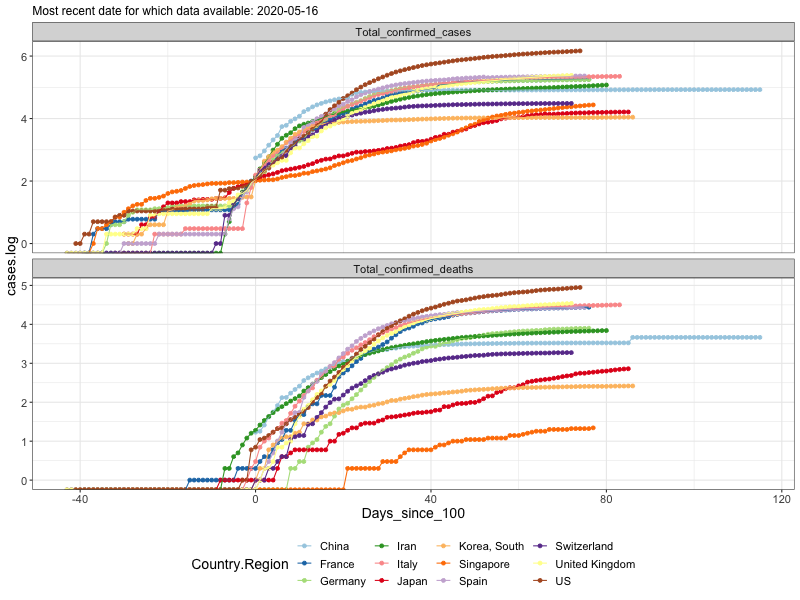 Most recent date for which data available: 2020-05-16
Total_confirmed_cases
6
4
2
0
cases.log
Total_confirmed_deaths
5
4
3
2
1
0
-40 0 40 80 120
Days_since_100
Country.Region
China Iran Korea, South Switzerland
France Italy Singapore United Kingdom
Germany Japan Spain US